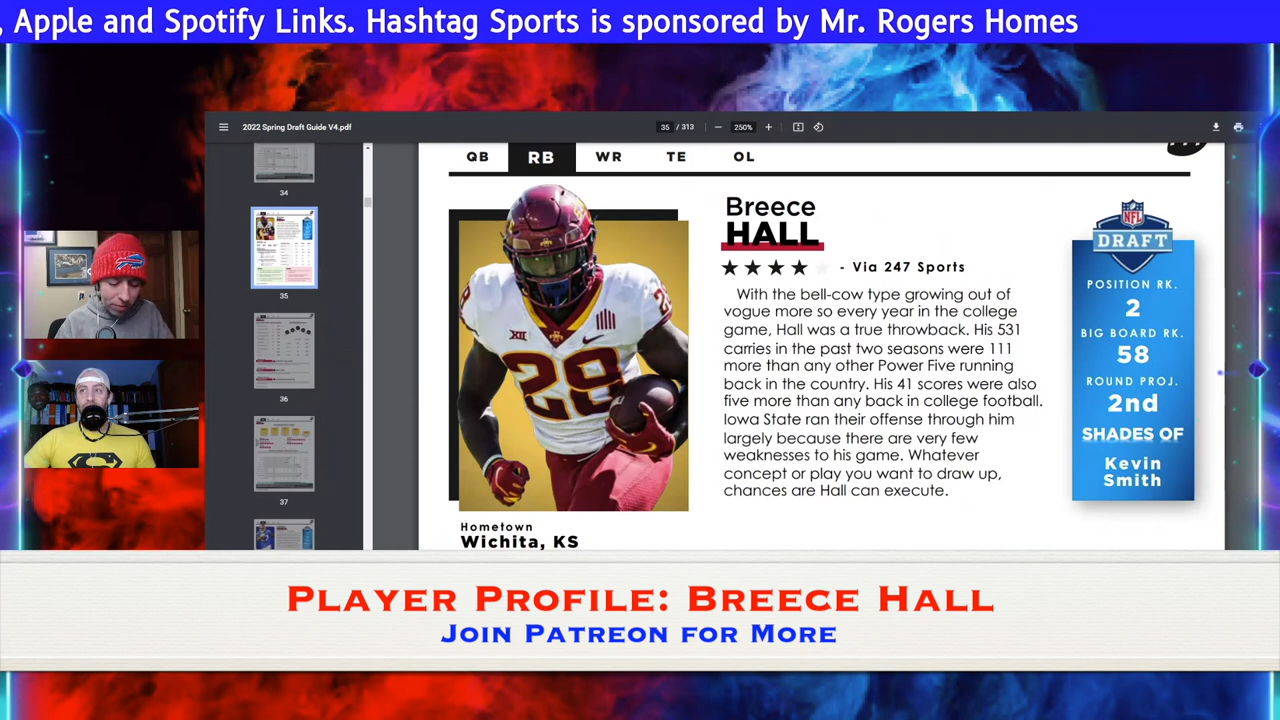 , Apple and Spotify Links. Hashtag Sports is sponsored by Mr. Rogers Homes
2022 Spring Draft Guide V4.pdf
35 / 313
250%
34
35
36
37
QB RB WR TE OL
Breece
HALL
- Via 247 Sports
With the bell-cow type growing out of
vogue more so every year in the college
game, Hall was a true throwback. His 531
carries in the past two seasons were 111
more than any other Power Five running
back in the country. His 41 scores were also
five more than any back in college football.
Iowa State ran their offense through him
largely because there are very few
weaknesses to his game. Whatever
concept or play you want to draw up,
chances are Hall can execute.
NFL
DRAFT
POSITION RK.
2
BIG BOARD RK.
58
ROUND PROJ.
2nd
SHADES OF
Kevin
Smith
XII
28
28
Hometown
Wichita, KS
Player Profile: Breece Hall
Join Patreon for More